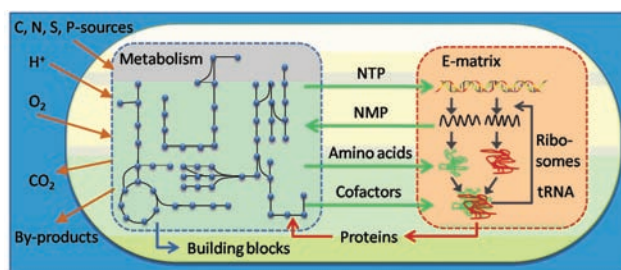 C, N, S, P-sources
H⁺
O₂
CO₂
By-products
Metabolism
Building blocks
NTP
NMP
Amino acids
Cofactors
Proteins
E-matrix
Ribo-
somes
tRNA